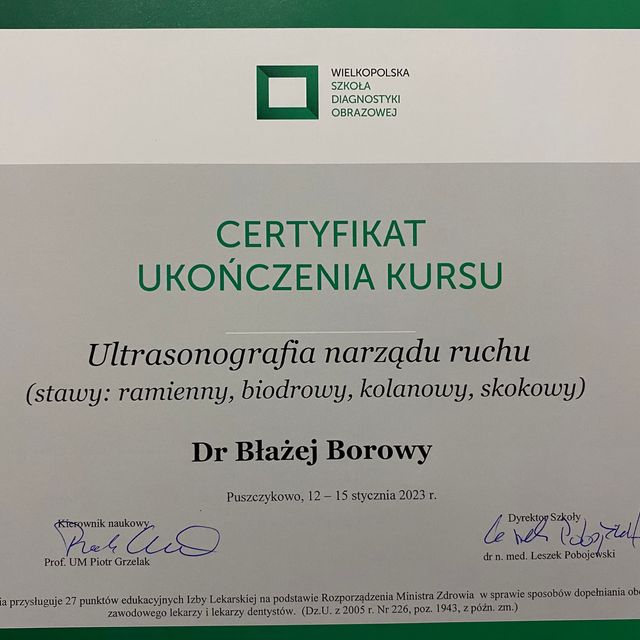 WIELKOPOLSKA
SZKOŁA
DIAGNOSTYKI
OBRAZOWEJ
CERTYFIKAT
UKOŃCZENIA KURSU
Ultrasonografia narządu ruchu
(stawy: ramienny, biodrowy, kolanowy, skokowy)
Dr Błażej Borowy
Puszczykowo, 12 – 15 stycznia 2023 r.
Kierownik naukowy
Prof. UM Piotr Grzelak
Dyrektor Szkoły
Leszek Pobojewski
dr n. med. Leszek Pobojewski
przysługuje 27 punktów edukacyjnych Izby Lekarskiej na podstawie Rozporządzenia Ministra Zdrowia w sprawie sposobów dopełniania
zawodowego lekarzy i lekarzy dentystów. (Dz.U. z 2005 r. Nr 226, poz. 1943, z późn. zm.)